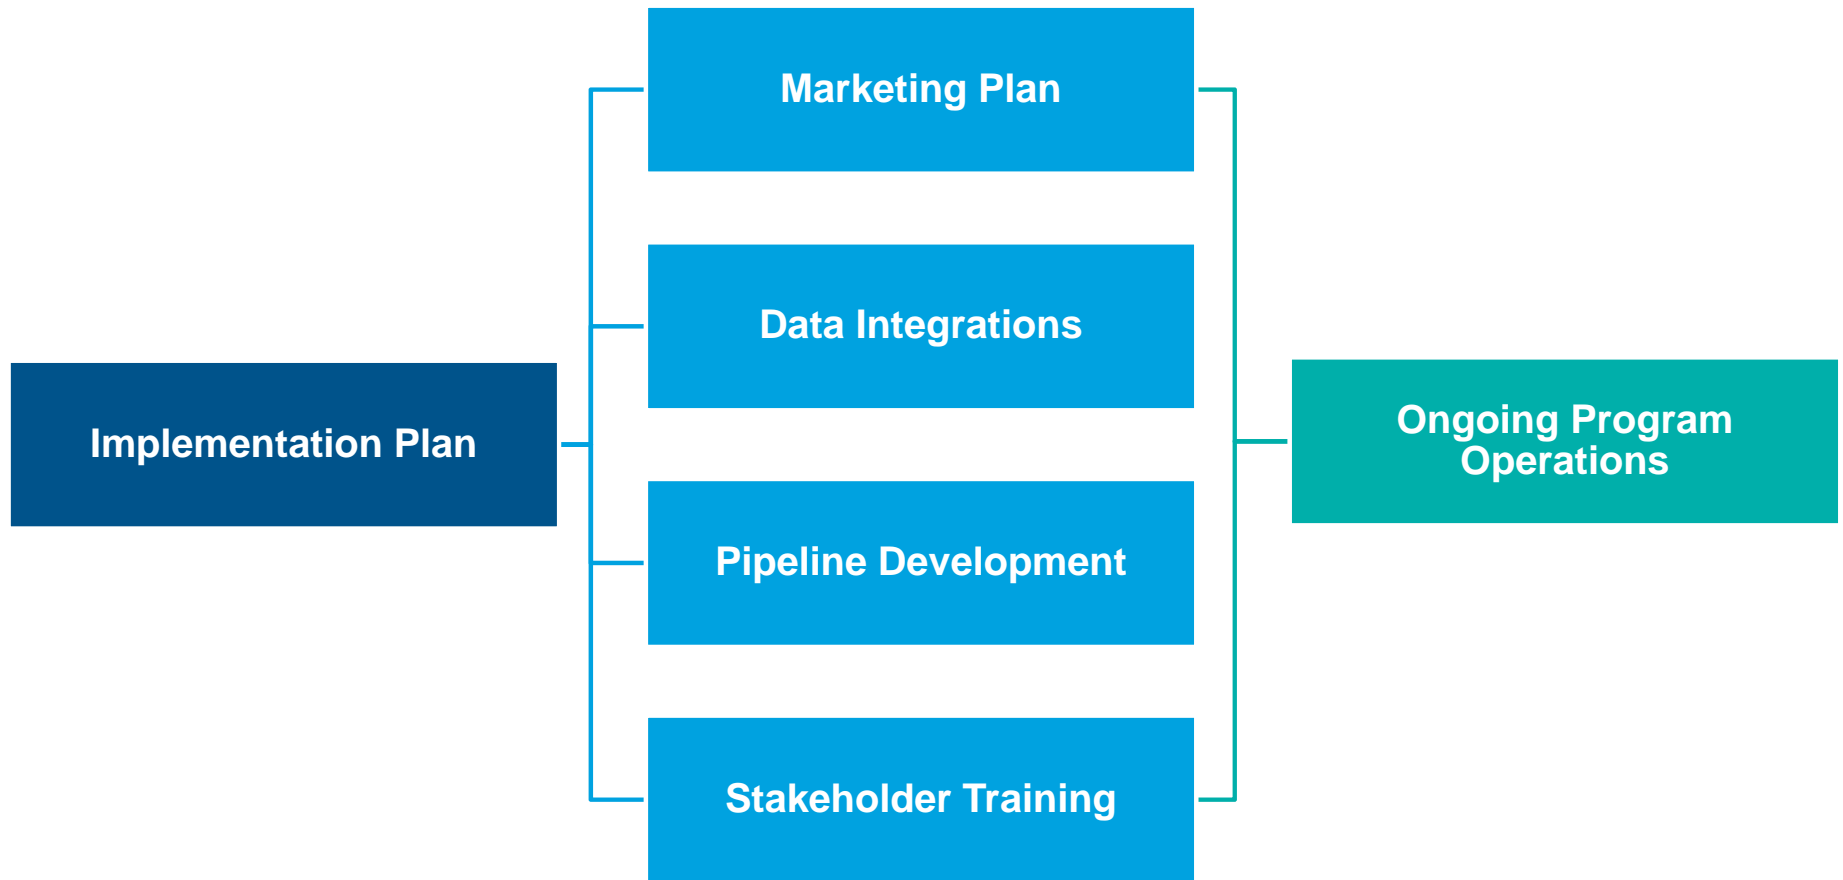 Marketing Plan
Data Integrations
Implementation Plan
Ongoing Program
Operations
Pipeline Development
Stakeholder Training